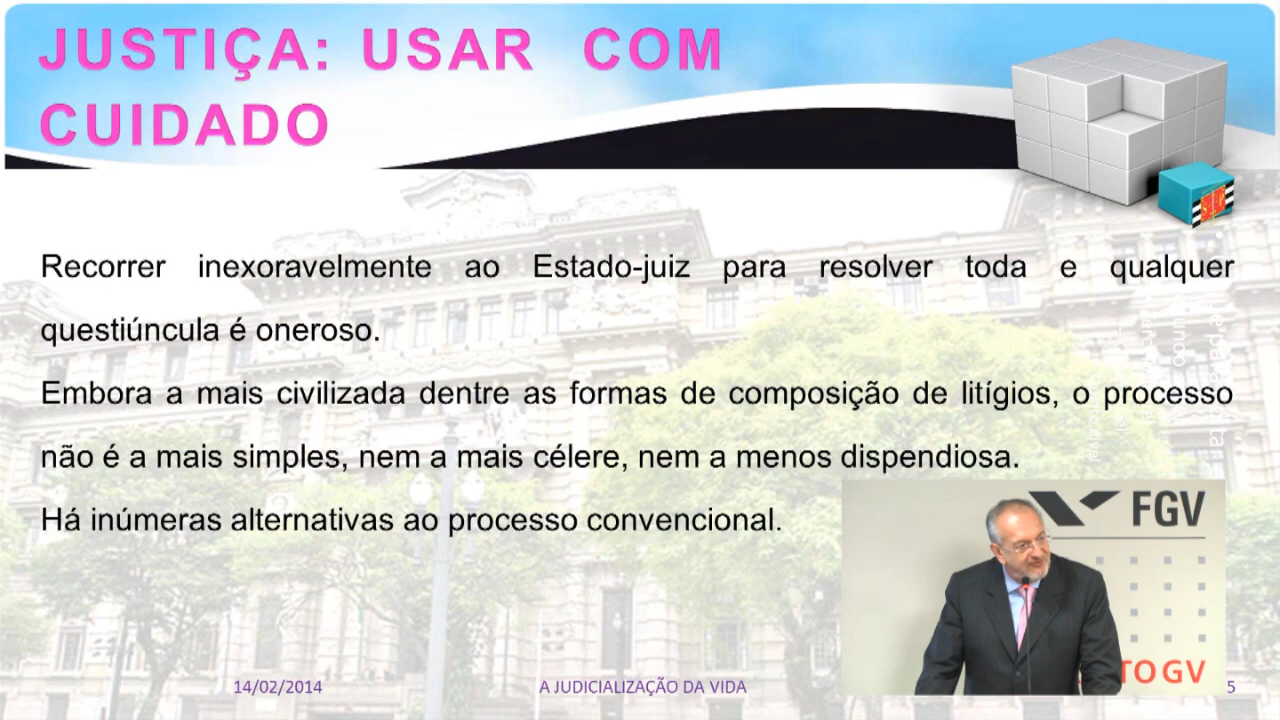 JUSTIÇA: USAR COM
CUIDADO
Recorrer inexoravelmente ao Estado-juiz para resolver toda e qualquer
questiúncula é oneroso.
Embora a mais civilizada dentre as formas de composição de litígios, o processo
não é a mais simples, nem a mais célere, nem a menos dispendiosa.
Há inúmeras alternativas ao processo convencional.
FGV
TO GV
14/02/2014
A JUDICIALIZAÇÃO DA VIDA
5